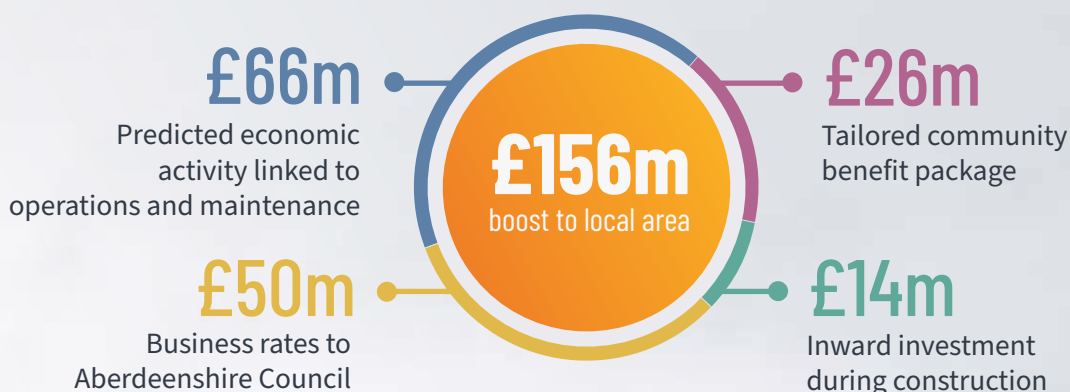 £66m
Predicted economic
activity linked to
operations and maintenance
£50m
Business rates to
Aberdeenshire Council
£156m
boost to local area
£26m
Tailored community
benefit package
£14m
Inward investment
during construction